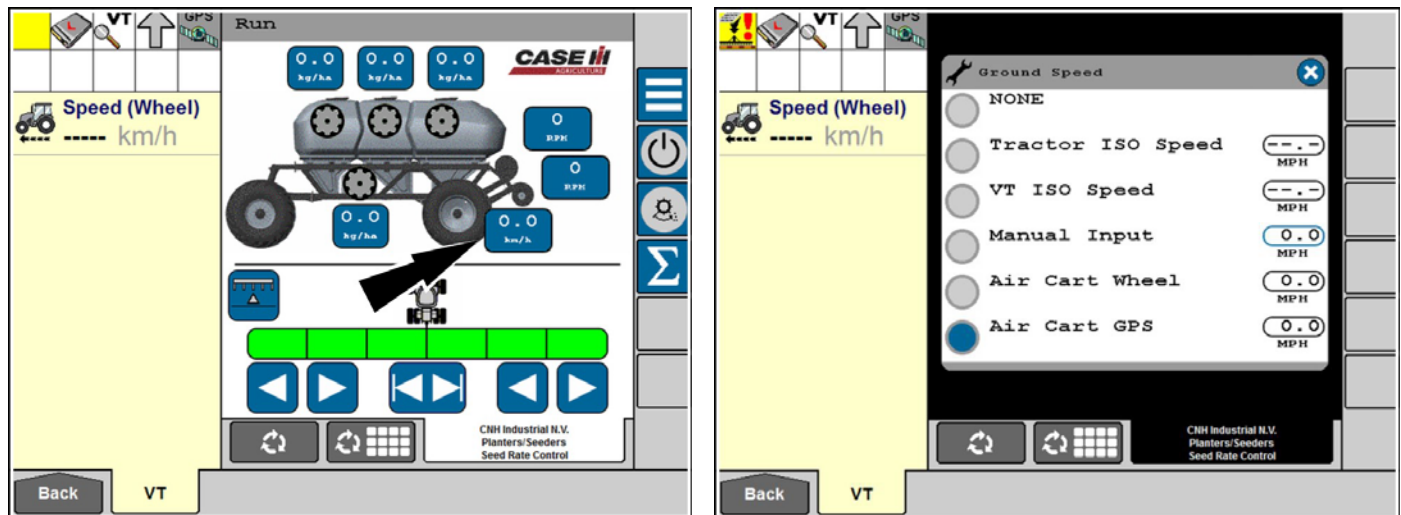 VT
GPS
Run
Speed (Wheel)
----- km/h
0.0
kg/ha
0.0
kg/ha
0.0
kg/ha
CASE IH
AGRICULTURE
0
RPM
0
RPM
0.0
kg/ha
0.0
km/h
Σ
CNH Industrial N.V.
Planters/Seeders
Seed Rate Control
Back
VT
VT
GPS
Speed (Wheel)
----- km/h
Ground Speed
NONE
Tractor ISO Speed
--.-
MPH
VT ISO Speed
--.-
MPH
Manual Input
0.0
MPH
Air Cart Wheel
0.0
MPH
Air Cart GPS
0.0
MPH
CNH Industrial N.V.
Planters/Seeders
Seed Rate Control
Back
VT